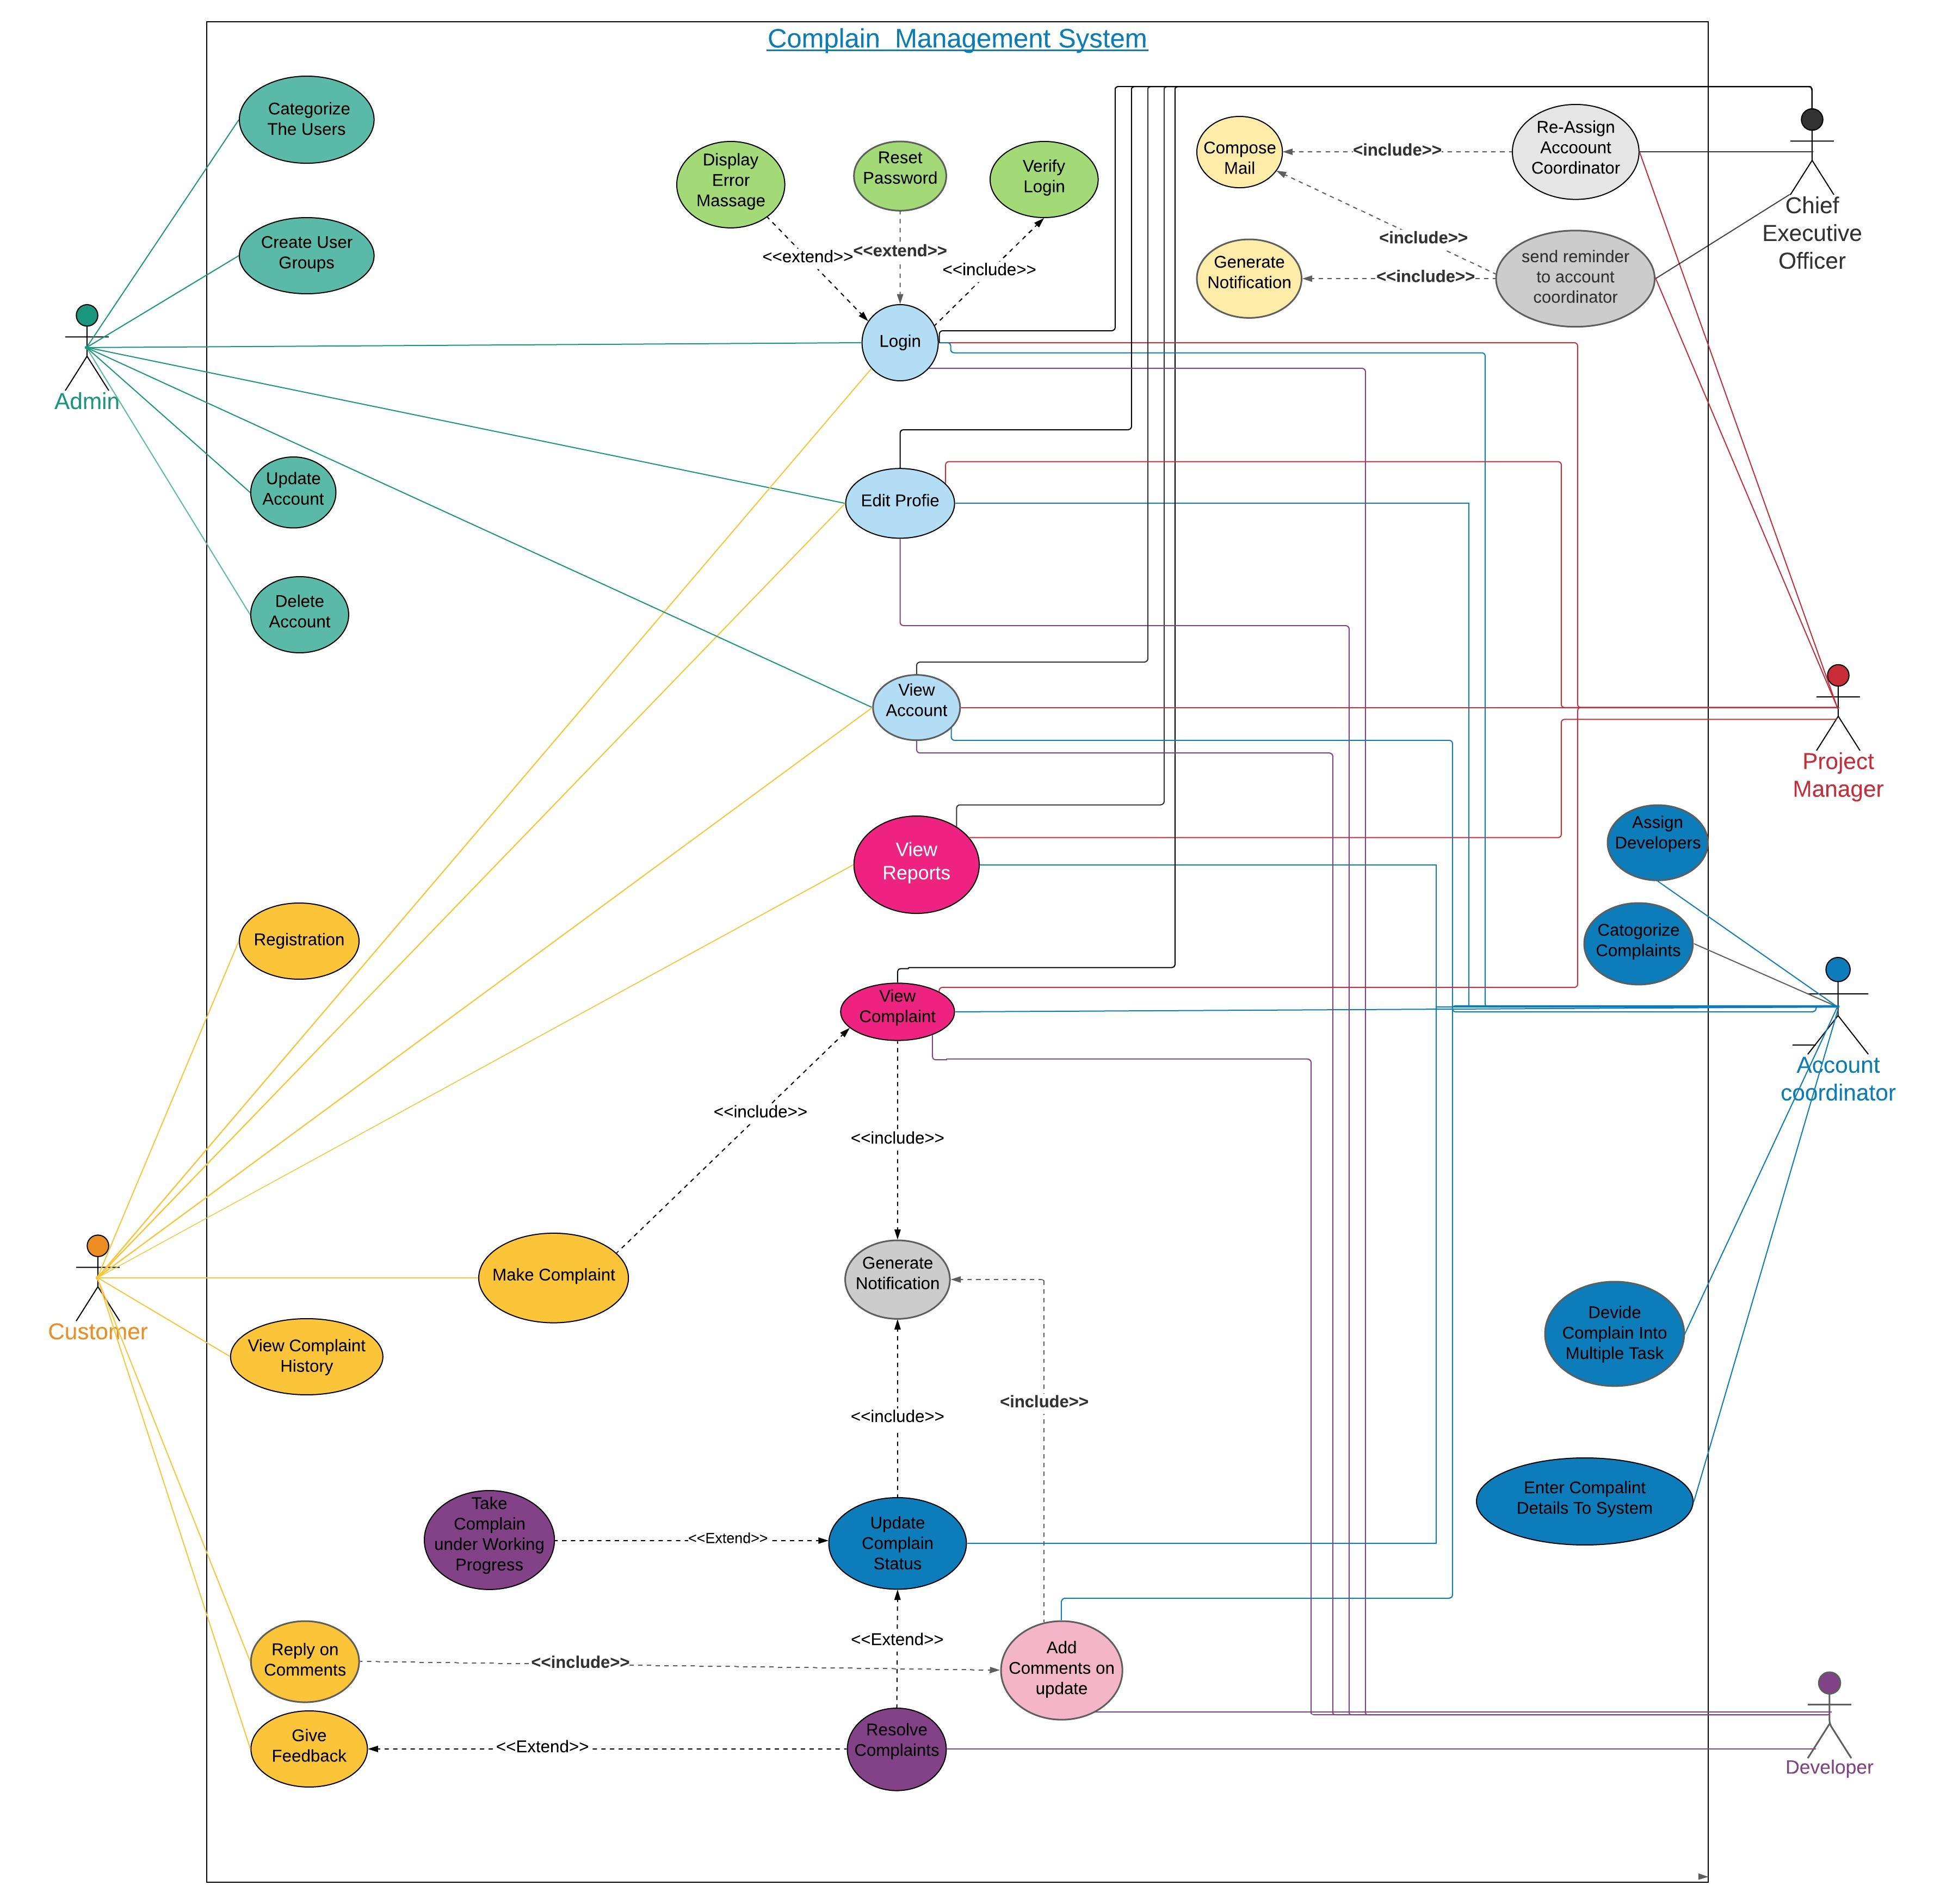 Complain  Management System
Categorize
The Users
Create User
Groups
Display
Error
Massage
Reset
Password
Verify
Login
Compose
Mail
<include>>
Re-Assign
Account
Coordinator
Chief
Executive
Officer
<<extend>>
<<extend>>
<<include>>
<include>>
Generate
Notification
<<include>>
send reminder
to account
coordinator
Login
Admin
Update
Account
Edit Profie
Delete
Account
View
Account
Project
Manager
View
Reports
Assign
Developers
Registration
Catogorize
Complaints
View
Complaint
Account
coordinator
<<include>>
<<include>>
Make Complaint
Generate
Notification
Customer
View Complaint
History
Devide
Complain Into
Multiple Task
<include>>
<<include>>
Take
Complain
under Working
Progress
<<Extend>>
Update
Complain
Status
Enter Compalint
Details To System
<<Extend>>
Reply on
Comments
<<include>>
Add
Comments on
update
Give
Feedback
<<Extend>>
Resolve
Complaints
Developer